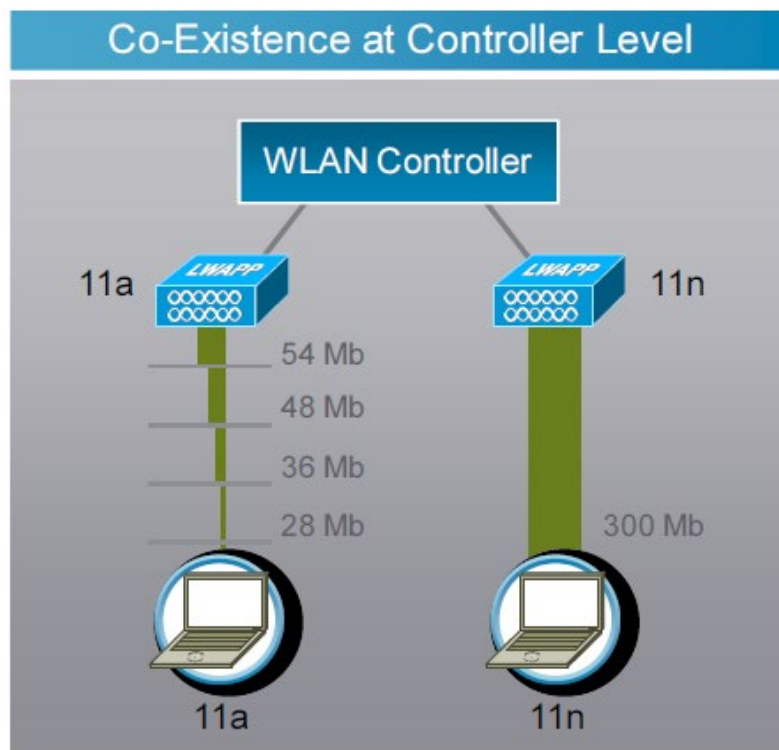 Co-Existence at Controller Level
WLAN Controller
LWAPP
LWAPP
11a
11n
54 Mb
48 Mb
36 Mb
28 Mb
300 Mb
11a
11n